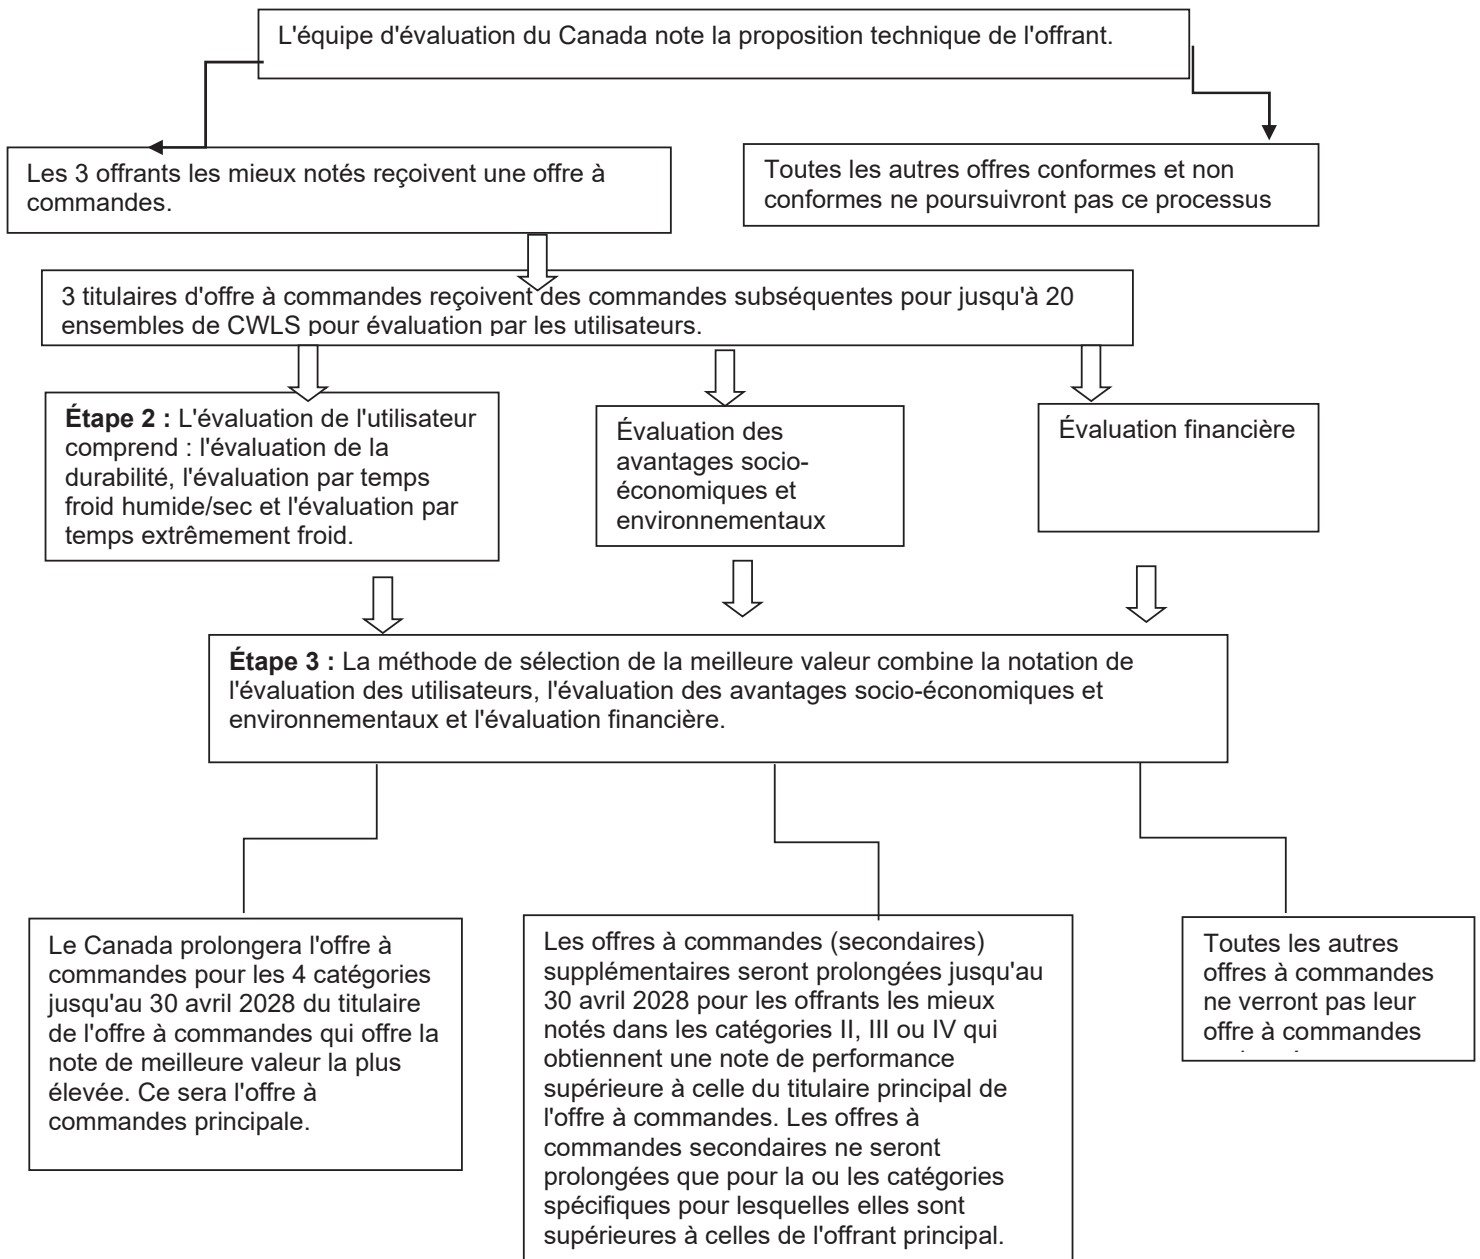 L'équipe d'évaluation du Canada note la proposition technique de l'offrant.
Les 3 offrants les mieux notés reçoivent une offre à
commandes.
Toutes les autres offres conformes et non
conformes ne poursuivront pas ce processus
3 titulaires d'offre à commandes reçoivent des commandes subséquentes pour jusqu'à 20
ensembles de CWLS pour évaluation par les utilisateurs.
Étape 2 : L'évaluation de l'utilisateur
comprend : l'évaluation de la
durabilité, l'évaluation par temps
froid humide/sec et l'évaluation par
temps extrêmement froid.
Évaluation des
avantages socio-
économiques et
environnementaux
Évaluation financière
Étape 3 : La méthode de sélection de la meilleure valeur combine la notation de
l'évaluation des utilisateurs, l'évaluation des avantages socio-économiques et
environnementaux et l'évaluation financière.
Le Canada prolongera l'offre à
commandes pour les 4 catégories
jusqu'au 30 avril 2028 du titulaire
de l'offre à commandes qui offre la
note de meilleure valeur la plus
élevée. Ce sera l'offre à
commandes principale.
Les offres à commandes (secondaires)
supplémentaires seront prolongées jusqu'au
30 avril 2028 pour les offrants les mieux
notés dans les catégories II, III ou IV qui
obtiennent une note de performance
supérieure à celle du titulaire principal de
l'offre à commandes. Les offres à
commandes secondaires ne seront
prolongées que pour la ou les catégories
spécifiques pour lesquelles elles sont
supérieures à celles de l'offrant principal.
Toutes les autres
offres à commandes
ne verront pas leur
offre à commandes